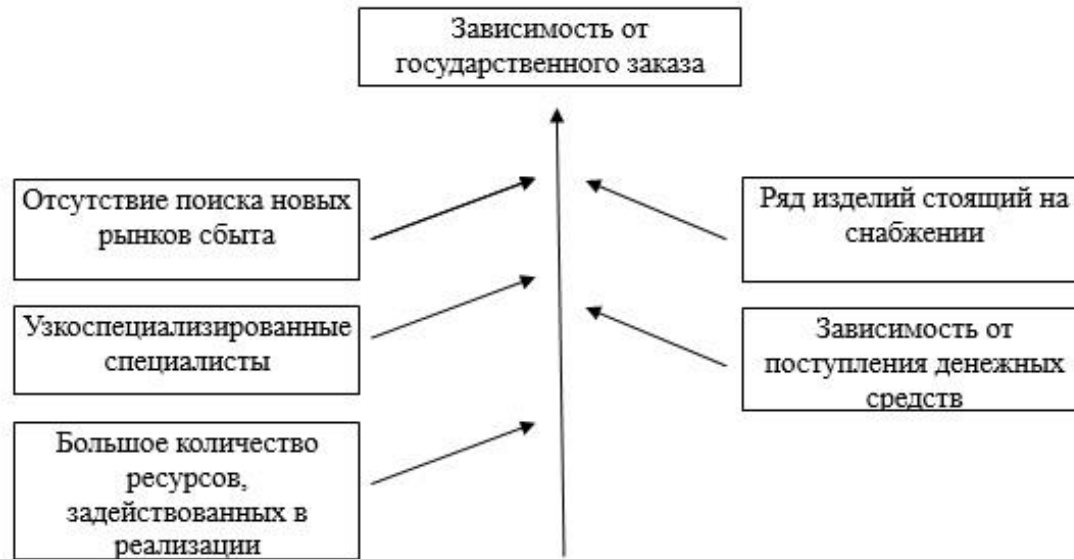 Зависимость от
государственного заказа
Отсутствие поиска новых
рынков сбыта
Ряд изделий стоящий на
снабжении
Узкоспециализированные
специалисты
Зависимость от
поступления денежных
средств
Большое количество
ресурсов,
задействованных в
реализации